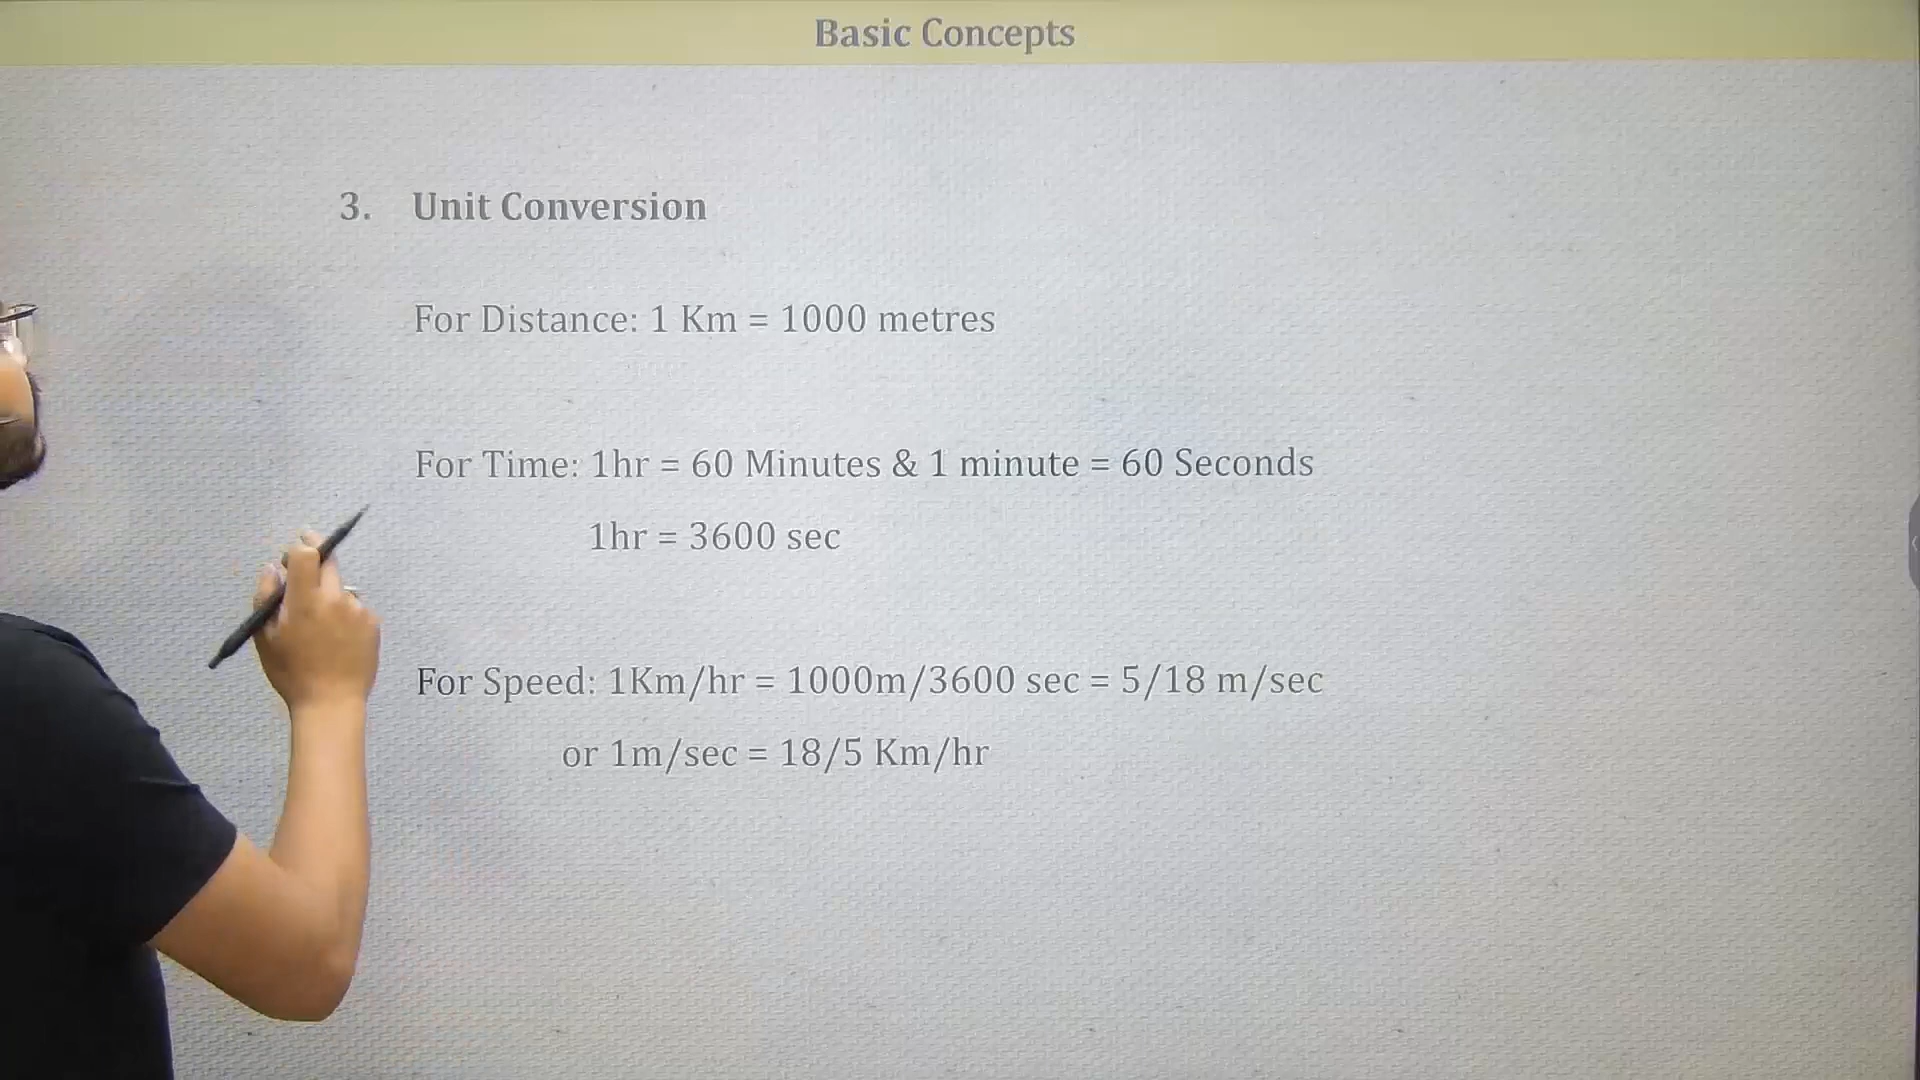 Basic Concepts
3. Unit Conversion
For Distance: 1 Km = 1000 metres
For Time: 1hr = 60 Minutes & 1 minute = 60 Seconds
1hr = 3600 sec
For Speed: 1Km/hr = 1000m/3600 sec = 5/18 m/sec
or 1m/sec = 18/5 Km/hr